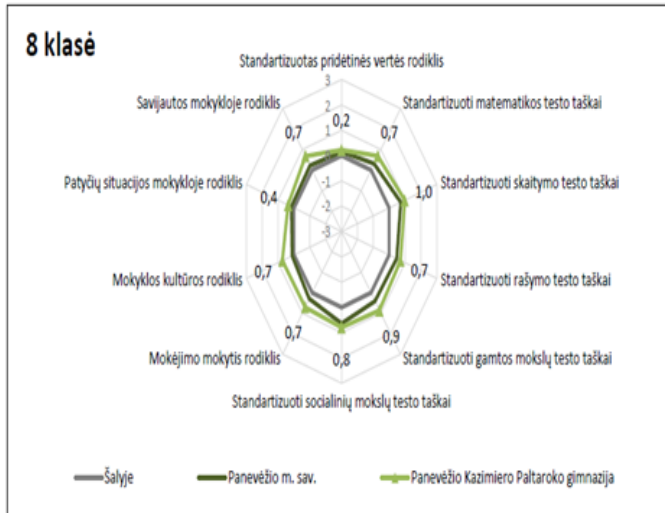 8 klasė
Standartizuotas pridėtinės vertės rodiklis
Savijautos mokykloje rodiklis
Standartizuoti matematikos testo taškai
Patyčių situacijos mokykloje rodiklis
Standartizuoti skaitymo testo taškai
Mokyklos kultūros rodiklis
Standartizuoti rašymo testo taškai
Mokėjimo mokytis rodiklis
Standartizuoti gamtos mokslų testo taškai
Standartizuoti socialinių mokslų testo taškai
3
2
1
-1
-2
-3
0,2
0,7
1,0
0,7
0,9
0,8
0,7
0,7
0,4
0,7
Šalyje
Panevėžio m. sav.
Panevėžio Kazimiero Paltaroko gimnazija